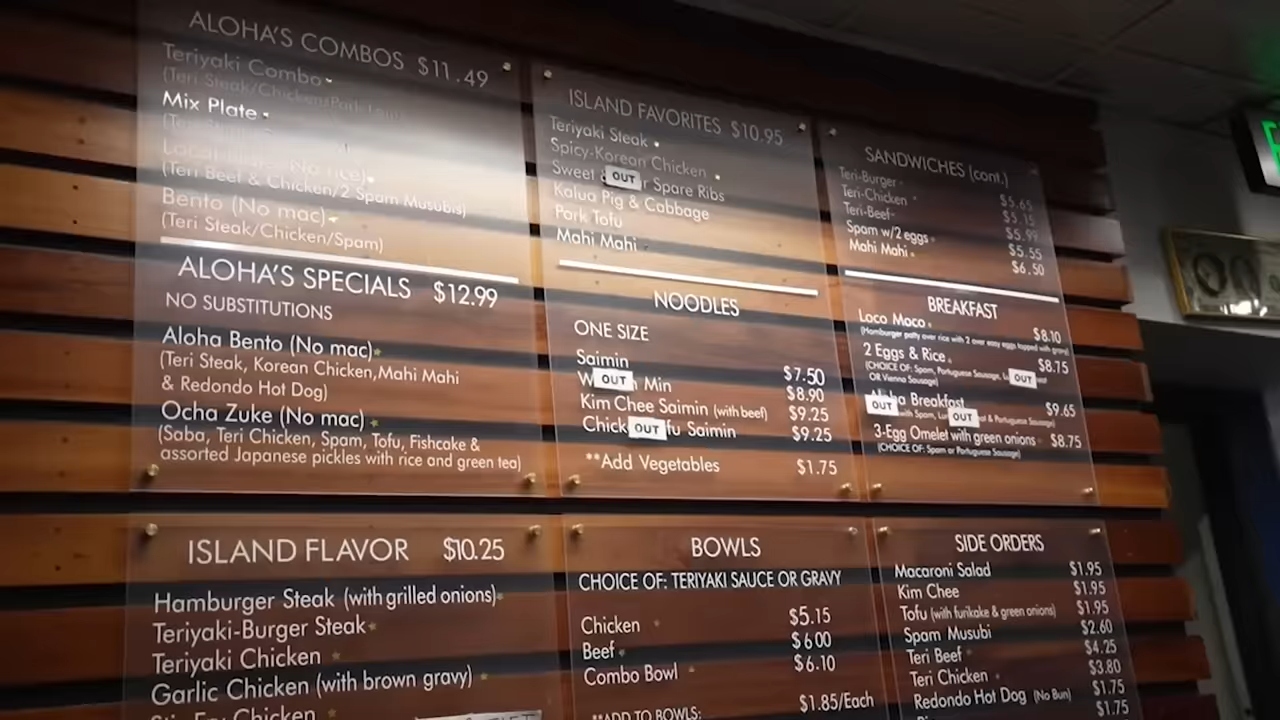 ALOHA'S COMBOS $11.49
Teriyaki Combo
(Teri Steak/Chicken/Pork
Mix Plate
(Teri Beef & Chicken/2 Spam Musubis)
Bento (No mac)
(Teri Steak/Chicken/Spam)
ALOHA'S SPECIALS $12.99
NO SUBSTITUTIONS
Aloha Bento (No mac)
(Teri Steak, Korean Chicken, Mahi Mahi
& Redondo Hot Dog)
Ocha Zuke (No mac)
(Saba, Teri Chicken, Spam, Tofu, Fishcake &
assorted Japanese pickles with rice and green tea)
ISLAND FAVORITES $10.95
Teriyaki Steak
Spicy-Korean Chicken
Sweet OUT r Spare Ribs
Kalua Pig & Cabbage
Pork Tofu
Mahi Mahi
NOODLES
ONE SIZE
Saimin $7.50
W OUT Min $8.90
Kim Chee Saimin (with beef) $9.25
Chick OUT fu Saimin $9.25
**Add Vegetables $1.75
SANDWICHES (cont.)
Teri-Burger $5.65
Teri-Chicken $5.15
Teri-Beef $5.99
Spam w/2 eggs $5.55
Mahi Mahi $6.50
BREAKFAST
Loco Moco $8.10
(Hamburger patty over rice with 2 over easy eggs topped with gravy)
2 Eggs & Rice $8.75
(CHOICE OF: Spam, Portuguese Sausage, OUT
OR Vienna Sausage)
OUT Breakfast $9.65
with Spam, OUT & Portuguese Sausage)
3-Egg Omelet with green onions $8.75
(CHOICE OF: Spam or Portuguese Sausage)
ISLAND FLAVOR $10.25
Hamburger Steak (with grilled onions)
Teriyaki-Burger Steak
Teriyaki Chicken
Garlic Chicken (with brown gravy)
Stir Fry Chicken
BOWLS
CHOICE OF: TERIYAKI SAUCE OR GRAVY
Chicken $5.15
Beef $6.00
Combo Bowl $6.10
$1.85/Each
**ADD TO BOWLS:
SIDE ORDERS
Macaroni Salad $1.95
Kim Chee $1.95
Tofu (with furikake & green onions) $1.95
Spam Musubi $2.60
Teri Beef $4.25
Teri Chicken $3.80
Redondo Hot Dog (No Bun) $1.75
$1.75